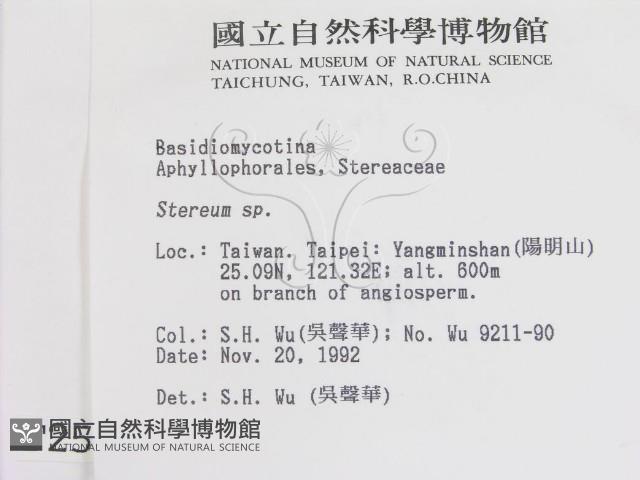 國立自然科學博物館
NATIONAL MUSEUM OF NATURAL SCIENCE
TAICHUNG, TAIWAN, R.O.CHINA
Basidiomycotina
Aphyllophorales, Stereaceae
Stereum sp.
Loc.: Taiwan. Taipei: Yangminshan(陽明山)
25.09N, 121.32E; alt. 600m
on branch of angiosperm.
Col.: S.H. Wu(吳聲華); No. Wu 9211-90
Date: Nov. 20, 1992
Det.: S.H. Wu (吳聲華)
國立自然科學博物館
NATIONAL MUSEUM OF NATURAL SCIENCE